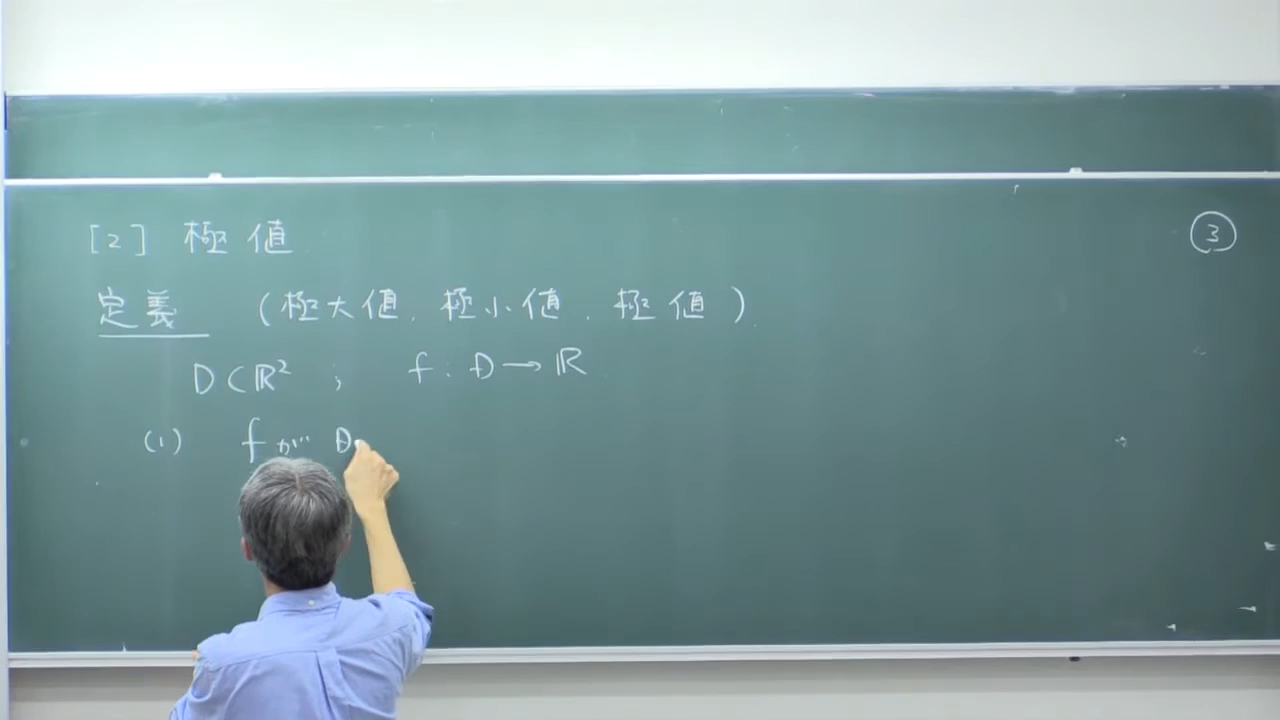 [2] 極値
③
定義 (極大値, 極小値, 極値).
D⊂ℝ² ; f : D → ℝ
(1) f が D